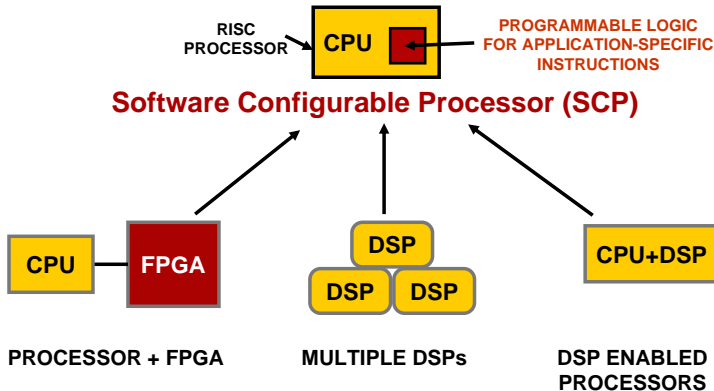 RISC
PROCESSOR
CPU
PROGRAMMABLE LOGIC
FOR APPLICATION-SPECIFIC
INSTRUCTIONS
Software Configurable Processor (SCP)
CPU
FPGA
DSP
DSP
DSP
CPU+DSP
PROCESSOR + FPGA
MULTIPLE DSPs
DSP ENABLED
PROCESSORS